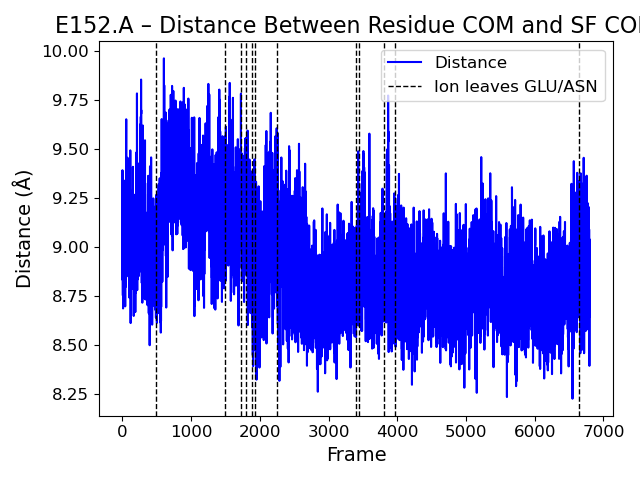 E152.A – Distance Between Residue COM and SF CO
Distance (Å)
10.00
9.75
9.50
9.25
9.00
8.75
8.50
8.25
Distance
Ion leaves GLU/ASN
0 1000 2000 3000 4000 5000 6000 7000
Frame